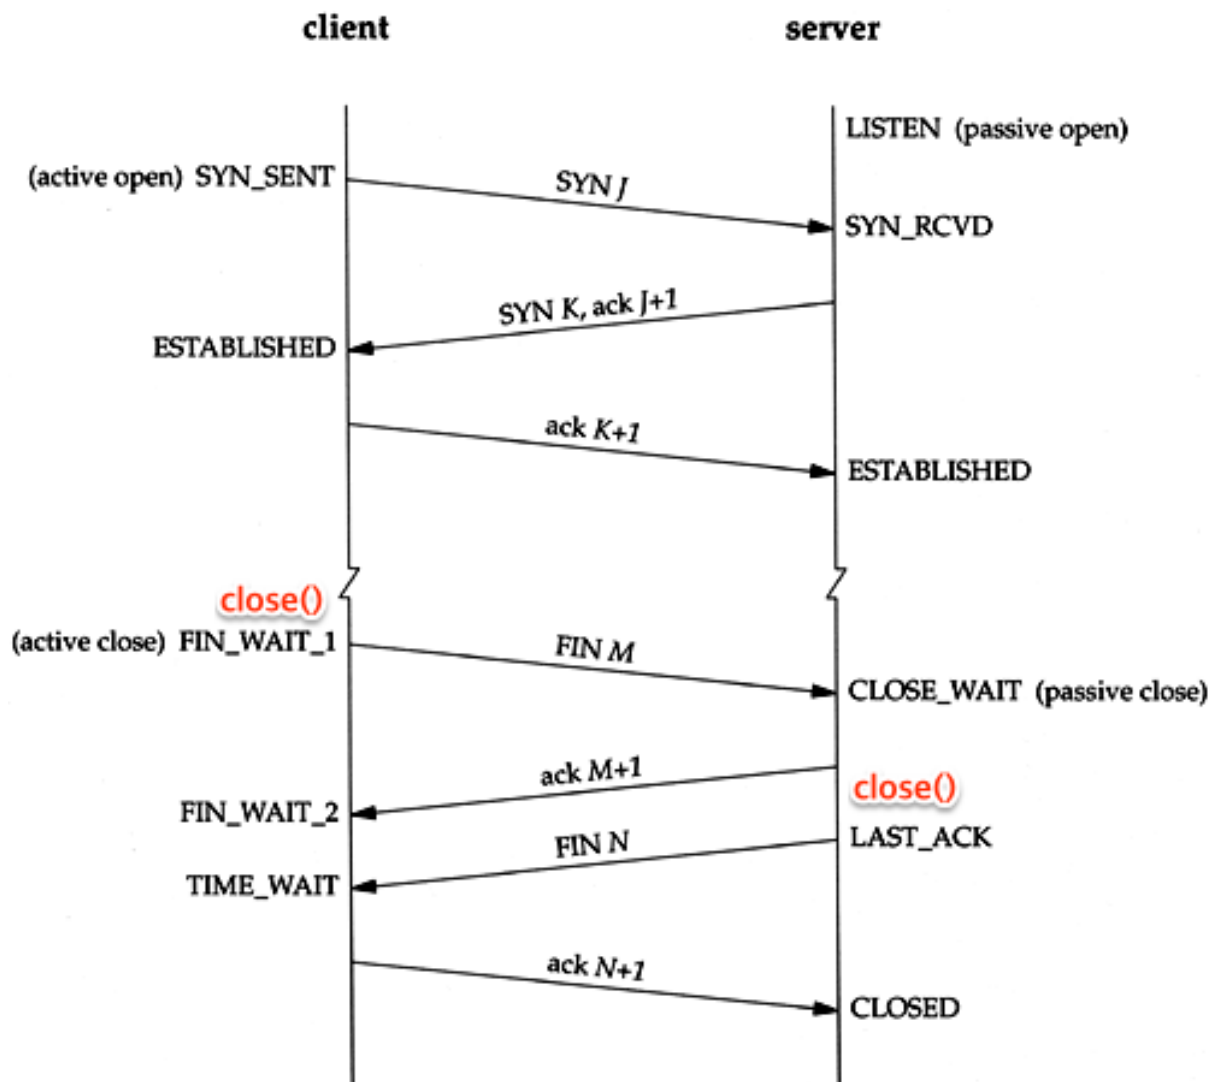 client server
LISTEN (passive open)
(active open) SYN_SENT
SYN J
SYN_RCVD
SYN K, ack J+1
ESTABLISHED
ack K+1
ESTABLISHED
close()
(active close) FIN_WAIT_1
FIN M
CLOSE_WAIT (passive close)
ack M+1
close()
FIN_WAIT_2
FIN N
LAST_ACK
TIME_WAIT
ack N+1
CLOSED